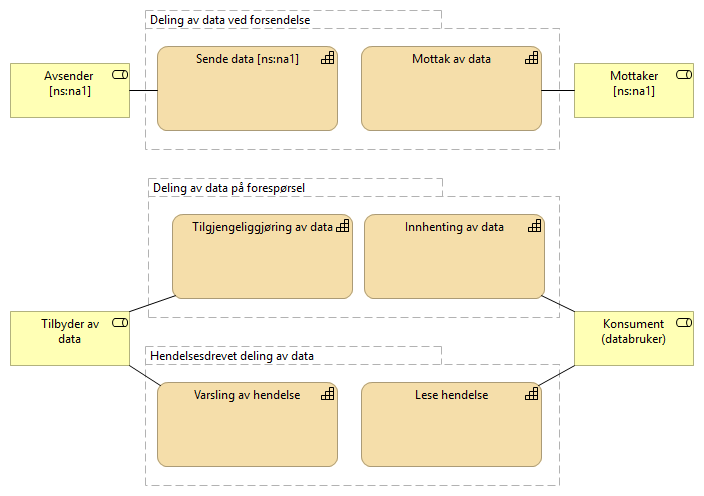 Deling av data ved forsendelse
Avsender
[ns:na1]
Sende data [ns:na1]
Mottak av data
Mottaker
[ns:na1]
Deling av data på forespørsel
Tilgjengeliggjøring av data
Innhenting av data
Tilbyder av
data
Konsument
(databruker)
Hendelsesdrevet deling av data
Varsling av hendelse
Lese hendelse